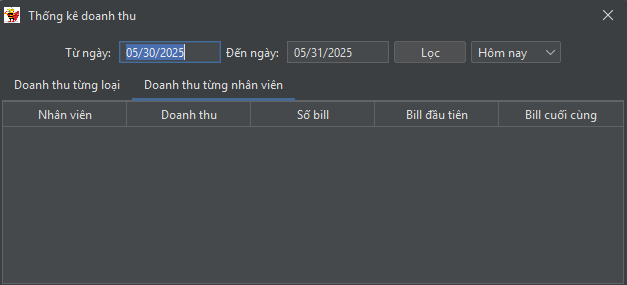 Thống kê doanh thu
Từ ngày: 05/30/2025 Đến ngày: 05/31/2025 Lọc Hôm nay
Doanh thu từng loại Doanh thu từng nhân viên
Nhân viên Doanh thu Số bill Bill đầu tiên Bill cuối cùng